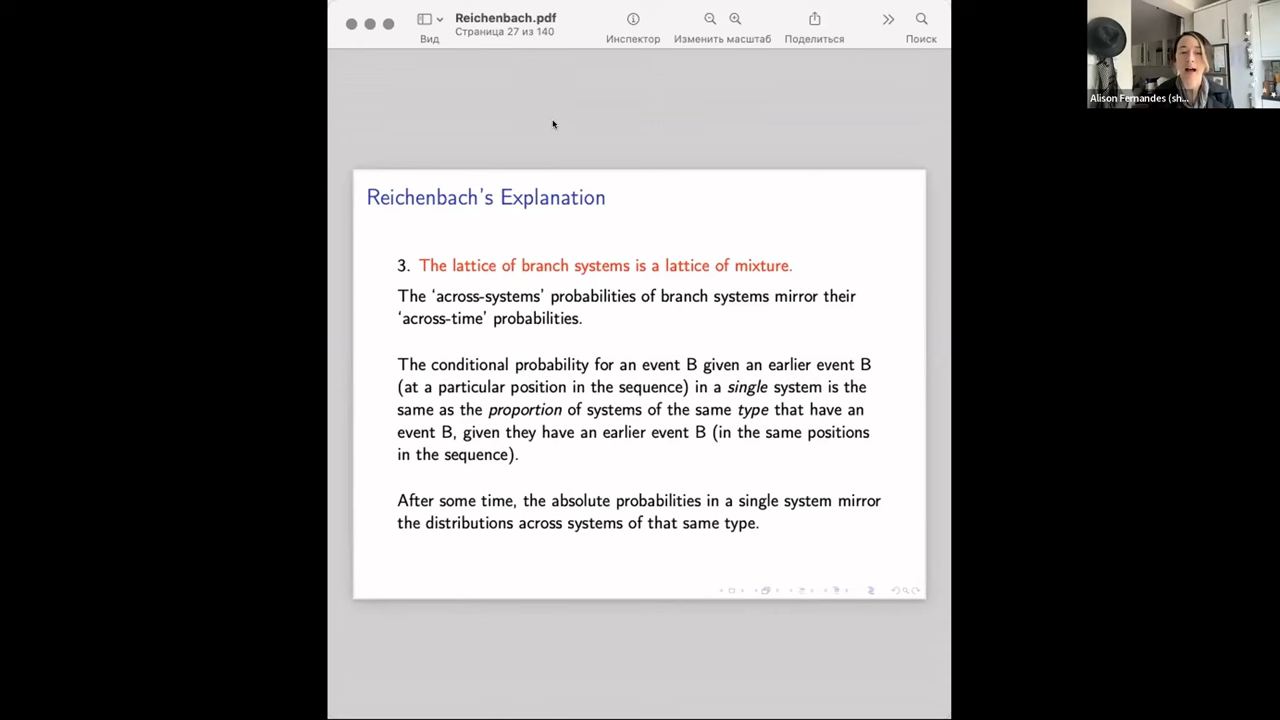 Reichenbach.pdf
Страница 27 из 140
Вид
Инспектор
Изменить масштаб
Поделиться
Поиск
Alison Fernandes (sh...
Reichenbach's Explanation
3. The lattice of branch systems is a lattice of mixture.
The 'across-systems' probabilities of branch systems mirror their
'across-time' probabilities.
The conditional probability for an event B given an earlier event B
(at a particular position in the sequence) in a single system is the
same as the proportion of systems of the same type that have an
event B, given they have an earlier event B (in the same positions
in the sequence).
After some time, the absolute probabilities in a single system mirror
the distributions across systems of that same type.